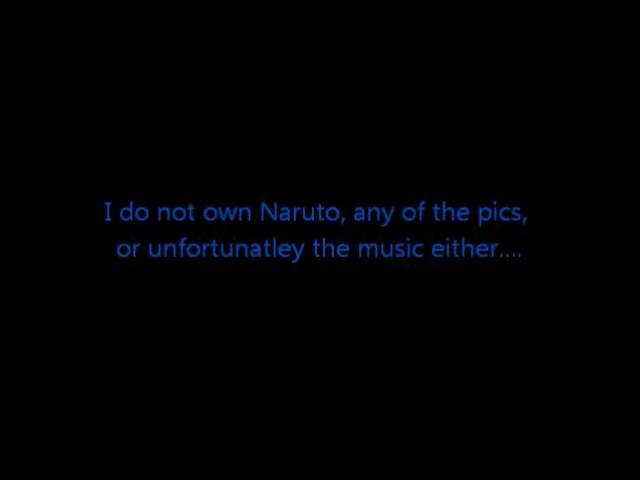 I do not own Naruto, any of the pics,
or unfortunatley the music either....